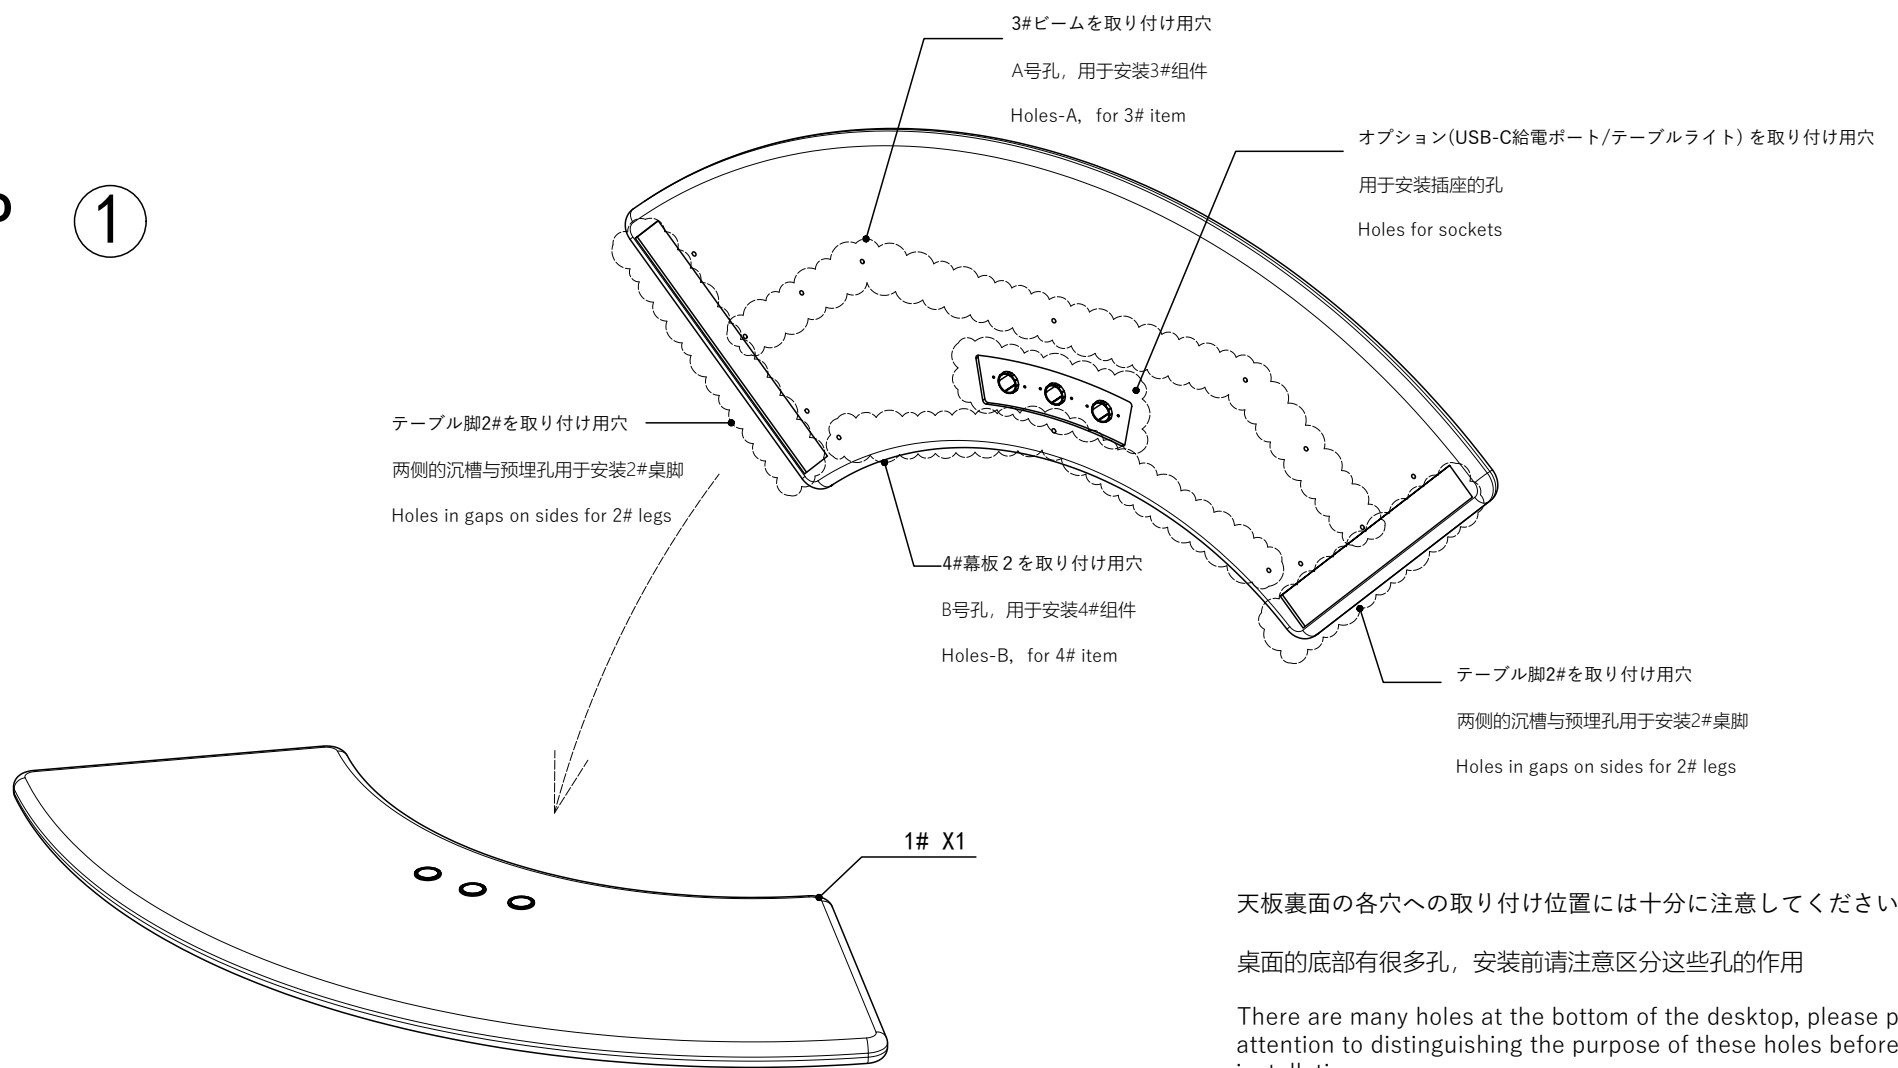 P ①
3#ビームを取り付け用穴
A号孔，用于安装3#组件
Holes-A，for 3# item
オプション(USB-C給電ポート/テーブルライト) を取り付け用穴
用于安装插座的孔
Holes for sockets
テーブル脚2#を取り付け用穴
两侧的沉槽与预埋孔用于安装2#桌脚
Holes in gaps on sides for 2# legs
4#幕板２を取り付け用穴
B号孔，用于安装4#组件
Holes-B，for 4# item
テーブル脚2#を取り付け用穴
两侧的沉槽与预埋孔用于安装2#桌脚
Holes in gaps on sides for 2# legs
1# X1
天板裏面の各穴への取り付け位置には十分に注意してください
桌面的底部有很多孔，安装前请注意区分这些孔的作用
There are many holes at the bottom of the desktop, please p
attention to distinguishing the purpose of these holes before